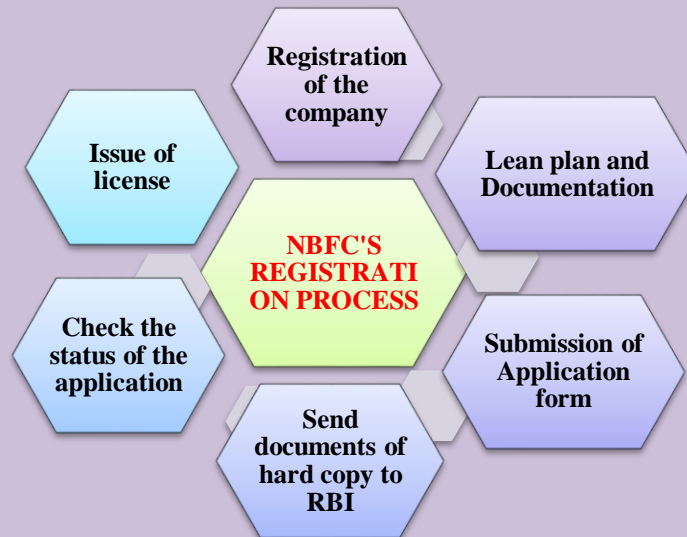 NBFC'S
REGISTRATI
ON PROCESS
Registration
of the
company
Lean plan and
Documentation
Submission of
Application
form
Send
documents of
hard copy to
RBI
Check the
status of the
application
Issue of
license